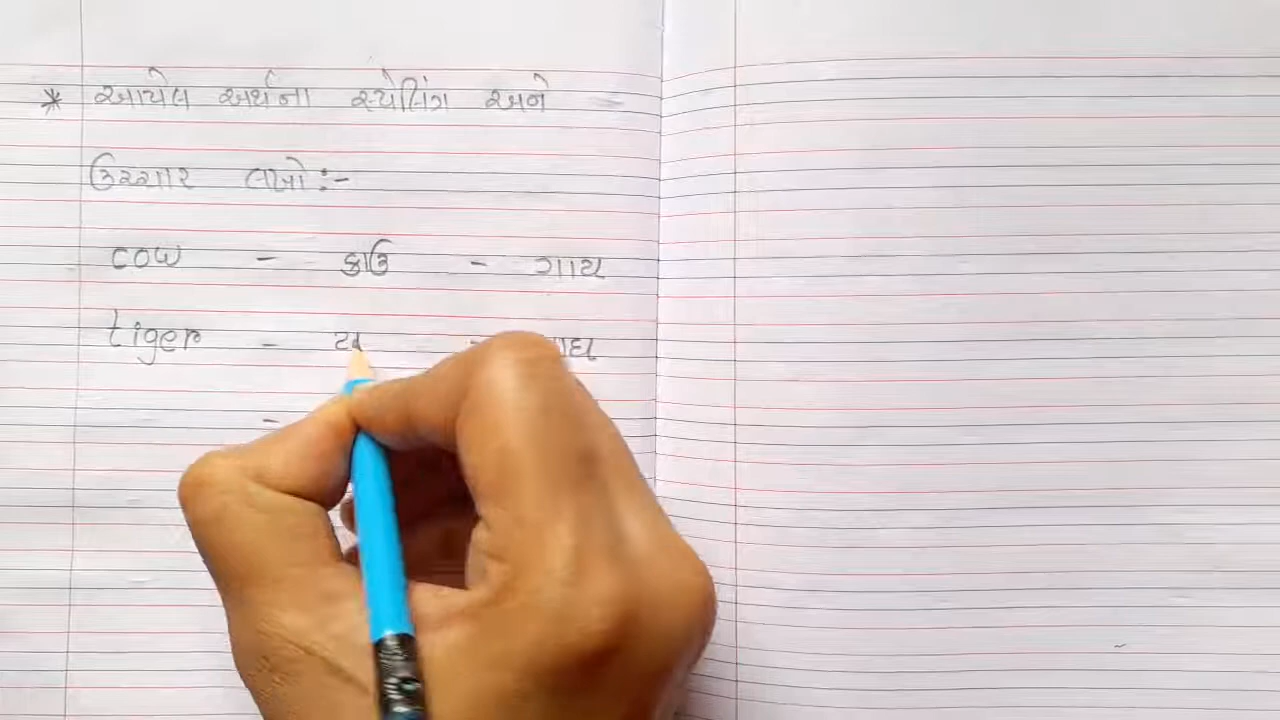 * આપેલ અર્થના સ્પેલિંગ અને
ઉચ્ચાર લખો :-
cow - કાઉ - ગાય
tiger - -
-